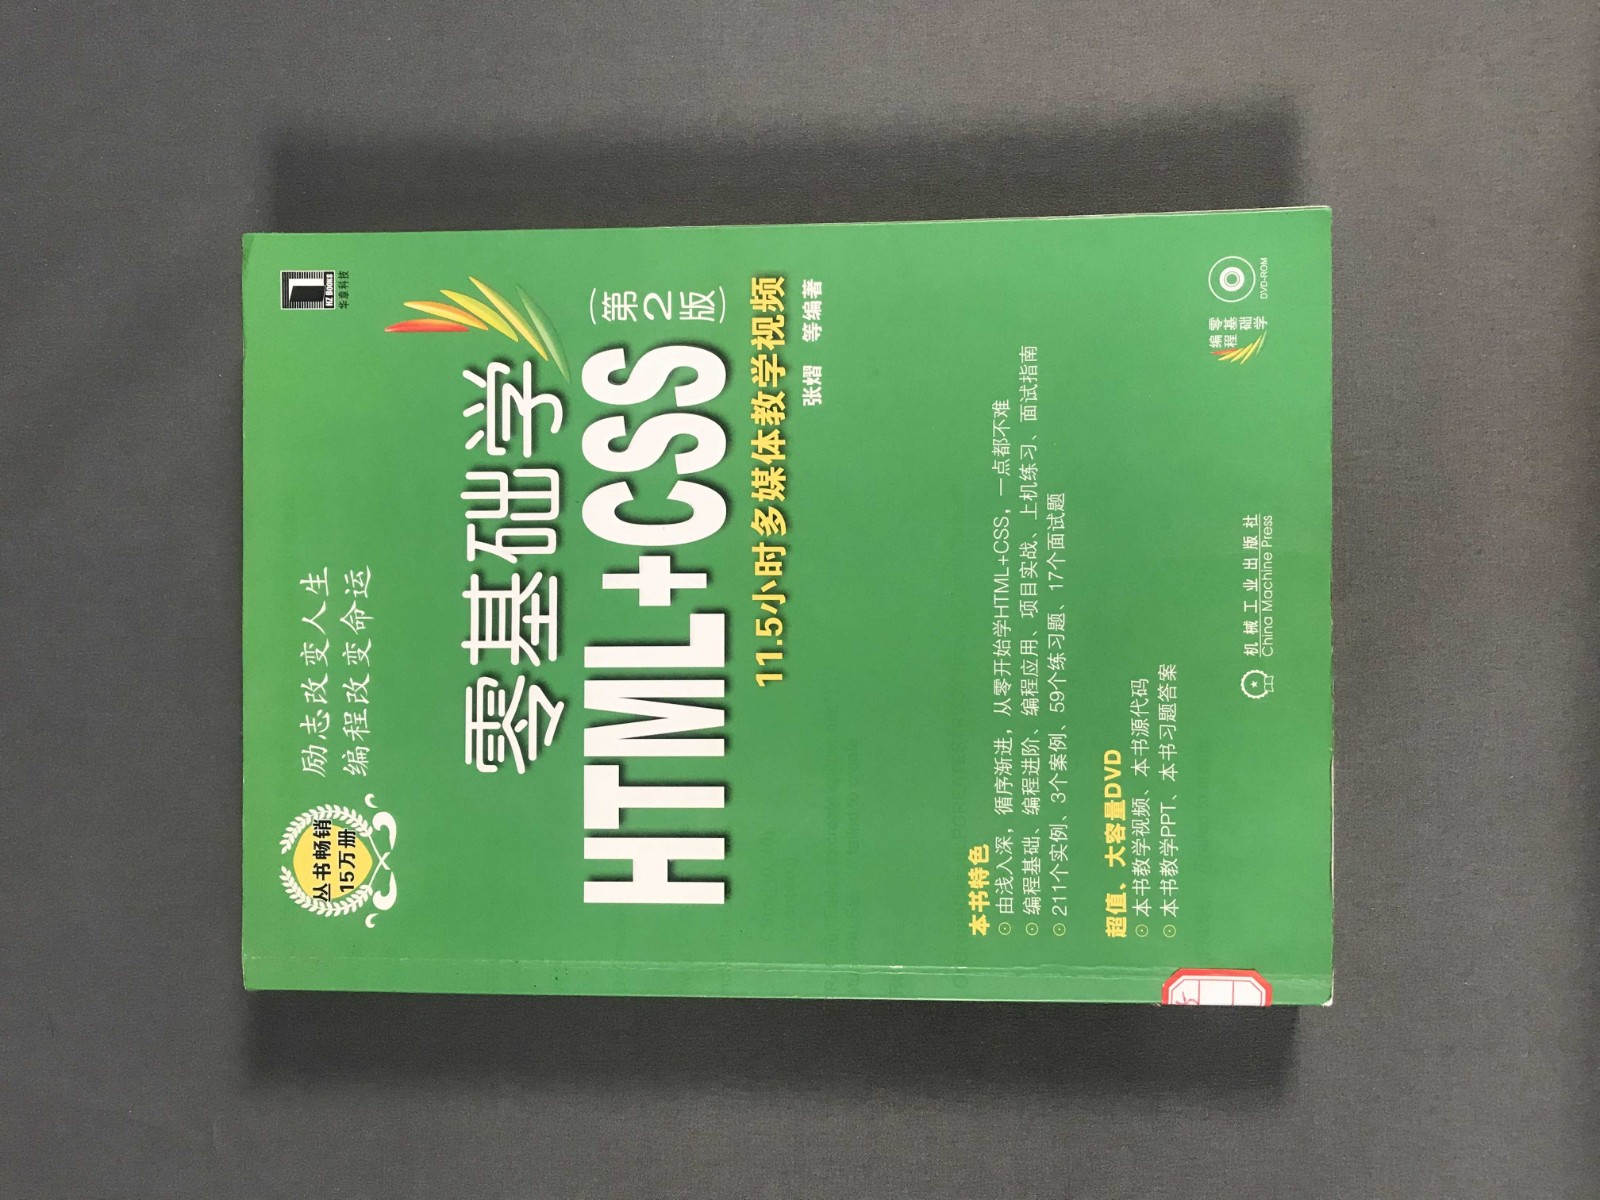 丛书畅销
15万册
励志改变人生
编程改变命运
HZ BOOKS
华章科技
零基础学
HTML+CSS
(第2版)
11.5小时多媒体教学视频
张熠 等编著
本书特色
⊙ 由浅入深，循序渐进，从零开始学HTML+CSS，一点都不难
⊙ 编程基础、编程进阶、编程应用、项目实战、上机练习、面试指南
⊙ 211个实例、3个案例、59个练习题、17个面试题
超值、大容量DVD
⊙ 本书教学视频、本书源代码
⊙ 本书教学PPT、本书习题答案
机械工业出版社
China Machine Press
零基础学
编程
DVD-ROM